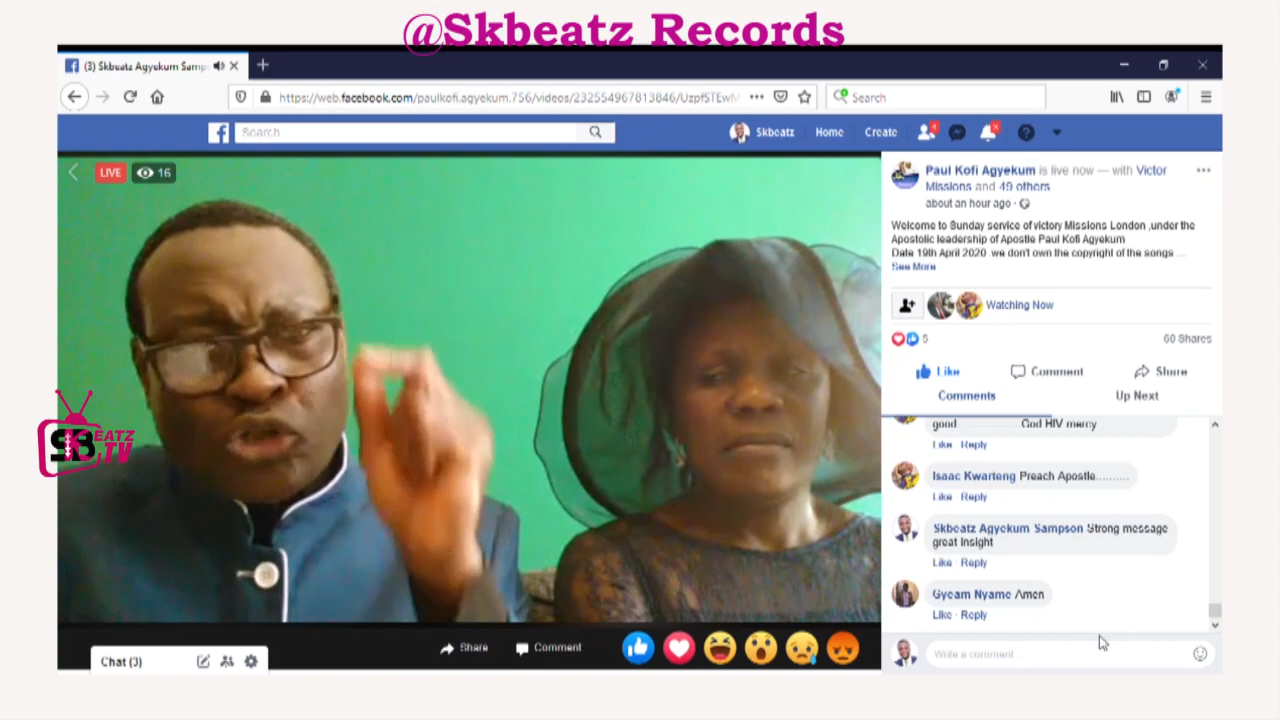 @Skbeatz Records
(3) Skbeatz Agyekum Samp
https://web.facebook.com/paulkofi.agyekum.756/videos/232554967813846/UzpfSTEwM
Search
Search
Skbeatz
Home
Create
LIVE
16
Paul Kofi Agyekum is live now — with Victor
Missions and 49 others
about an hour ago ·
Welcome to Sunday service of victory Missions London ,under the
Apostolic leadership of Apostle Paul Kofi Agyekum
Date 19th April 2020 we don't own the copyright of the songs ...
See More
Watching Now
5
60 Shares
Like
Comment
Share
Comments
Up Next
good God HIV mercy
Like · Reply
Isaac Kwarteng Preach Apostle..........
Like · Reply
Skbeatz Agyekum Sampson Strong message
great insight
Like · Reply
Gyeam Nyame Amen
Like · Reply
Write a comment...
SKBEATZ
TV
Share
Comment
Chat (3)